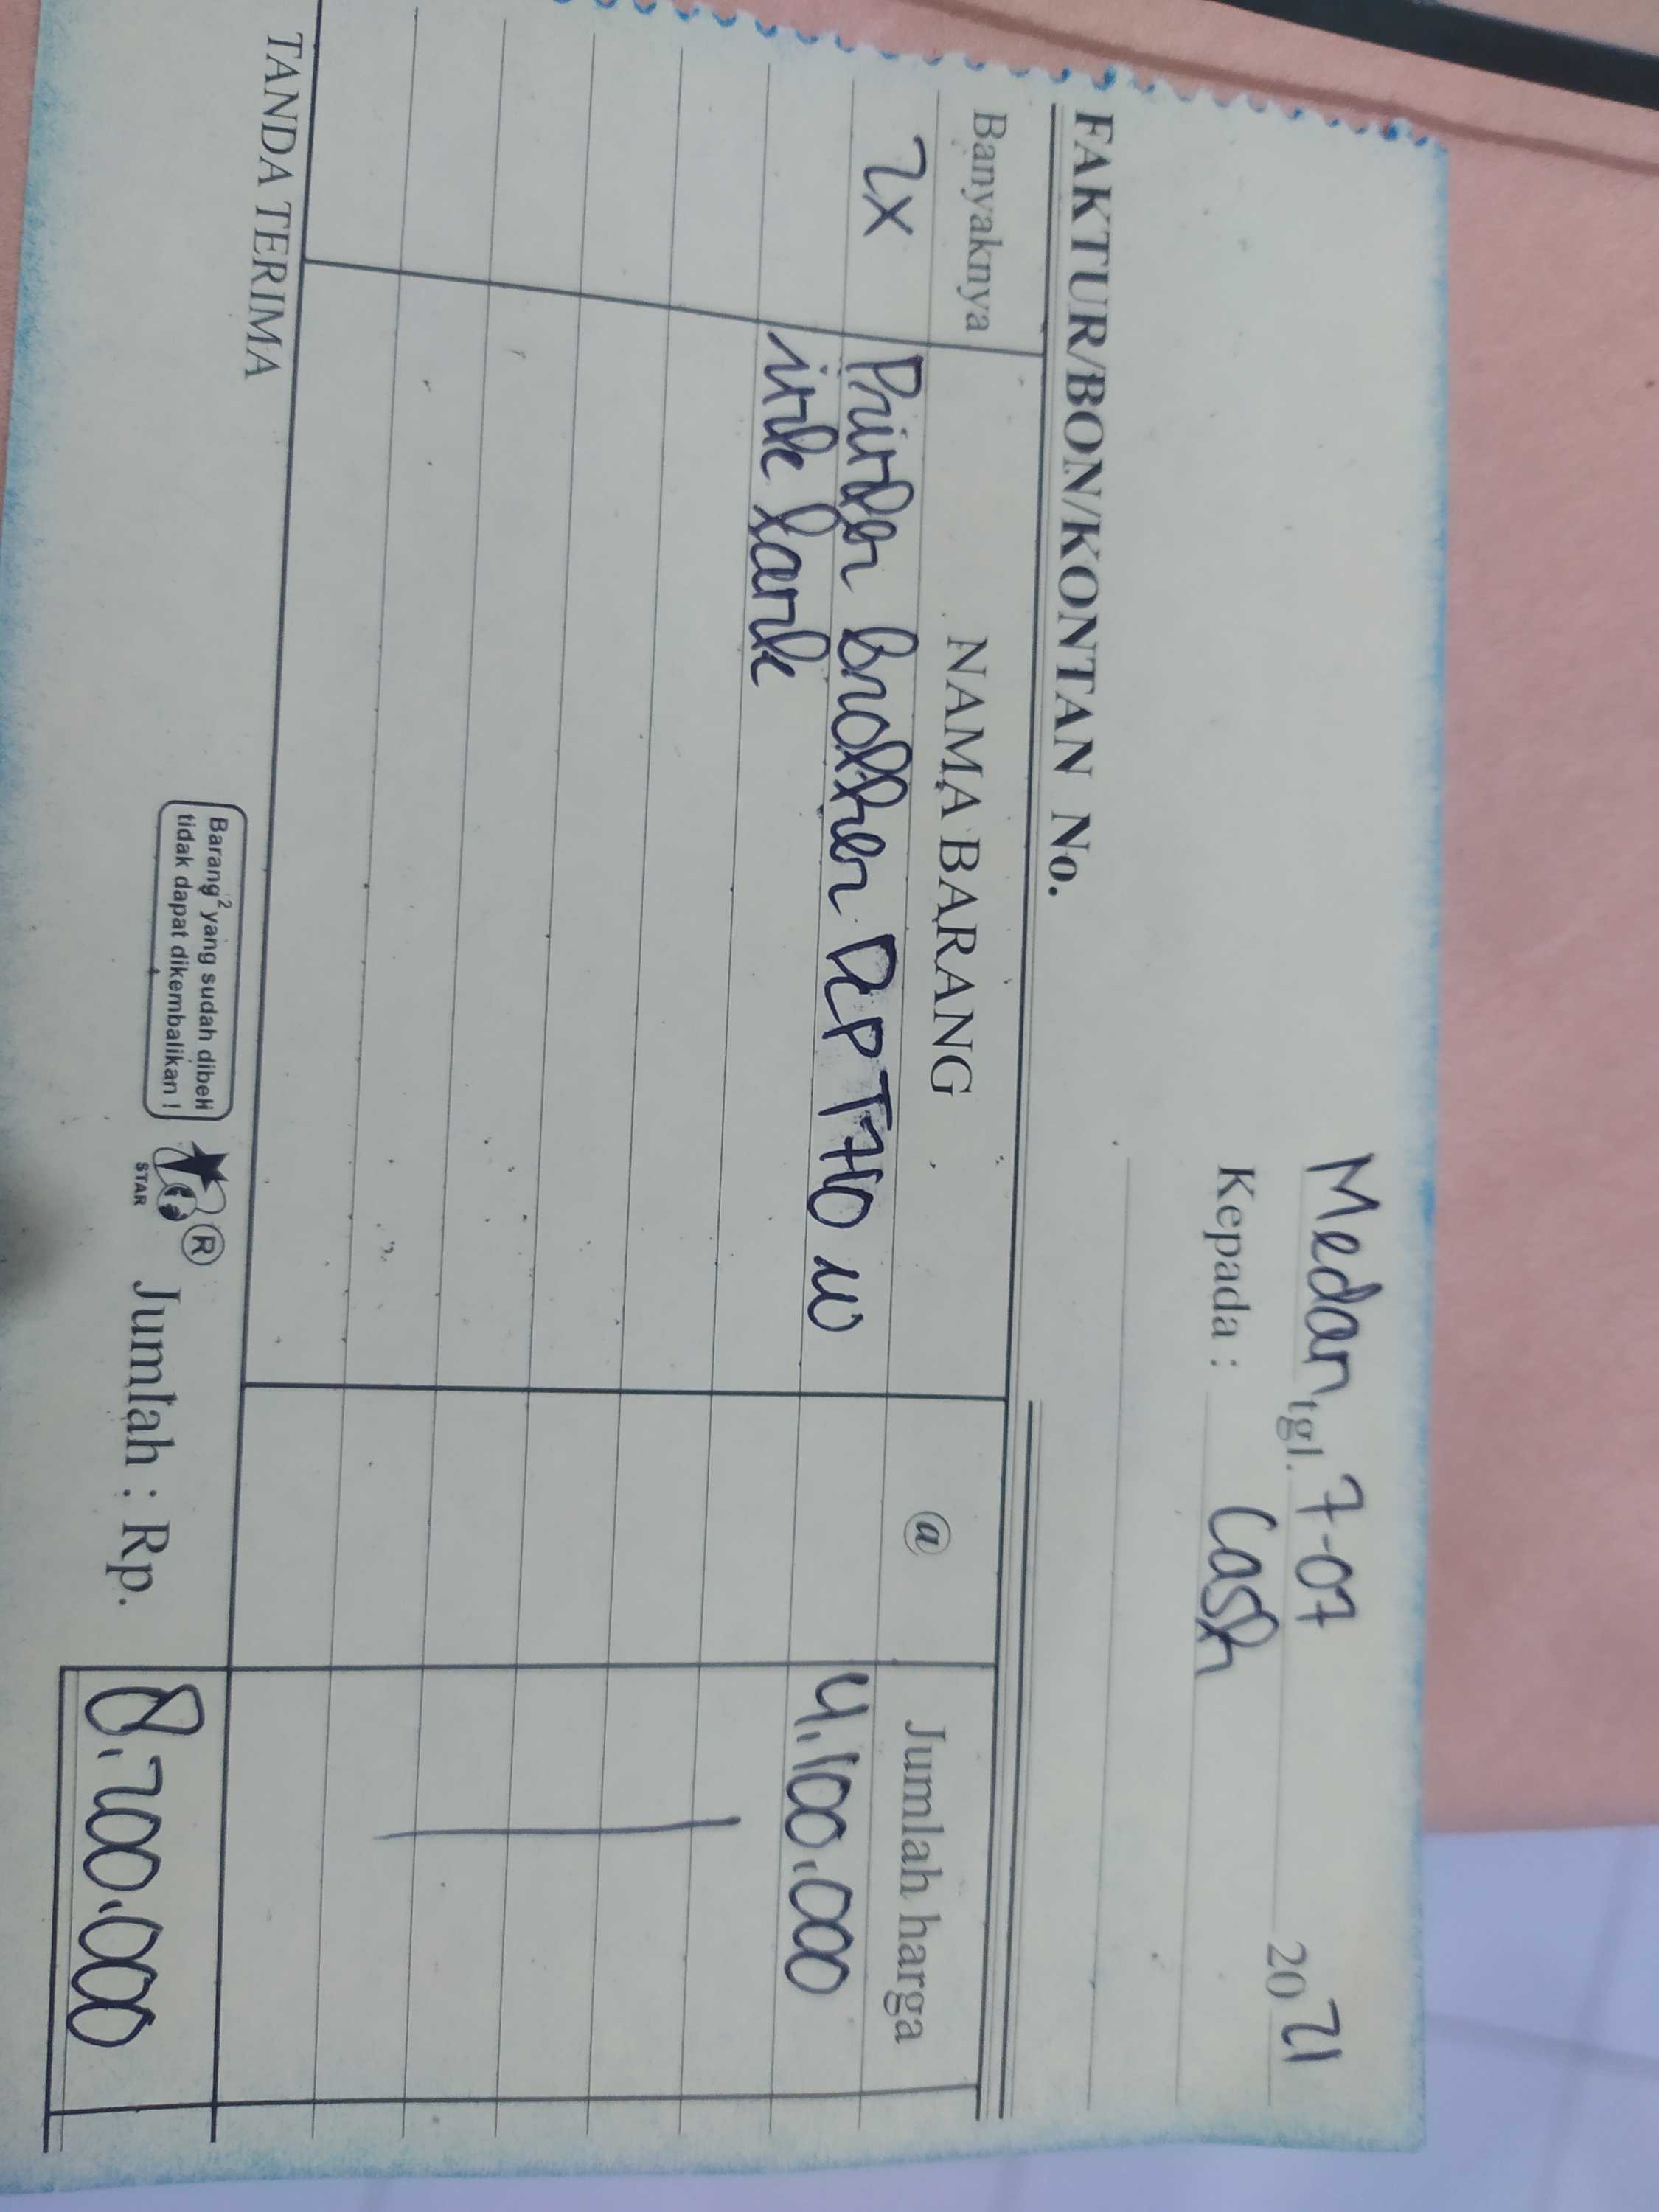 Medan tgl. 7-07 2021
Kepada : Cash
FAKTUR/BON/KONTAN No.
Banyaknya NAMA BARANG @ Jumlah harga
2x Printer Brother DCP T710 W 4.100.000
ink tank
TANDA TERIMA
Barang² yang sudah dibeli
tidak dapat dikembalikan !
STAR
®
Jumlah : Rp. 8.200.000